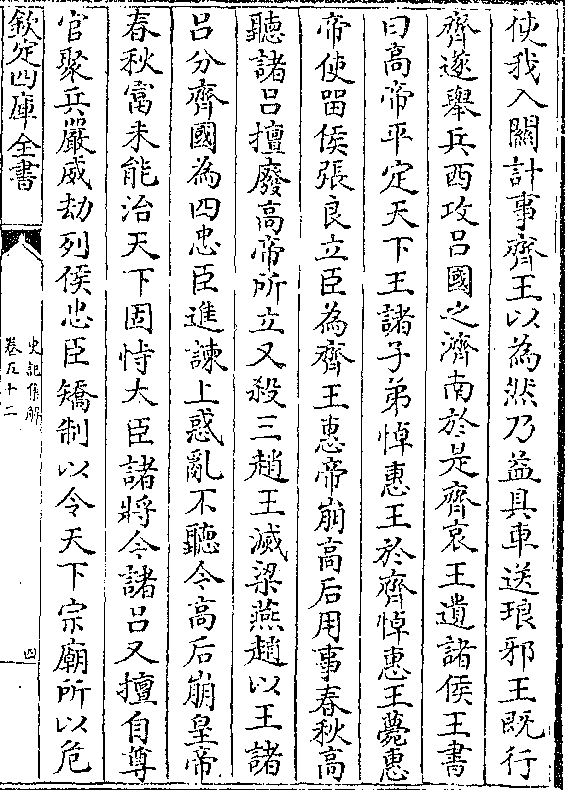 使我入關計事齊王以為然乃益具車送琅邪王既行
齊遂舉兵西攻吕國之濟南於是齊哀王遺諸侯王書
曰高帝平定天下王諸子弟悼惠王於齊悼惠王薨惠
帝使留侯張良立臣為齊王惠帝崩高后用事春秋高
聽諸吕擅廢高帝所立又殺三趙王滅梁燕趙以王諸
吕分齊國為四忠臣進諫上惑亂不聽今高后崩皇帝
春秋富未能治天下固恃大臣諸將今諸吕又擅自尊
官聚兵嚴威劫列侯忠臣矯制以令天下宗廟所以危
欽定四庫全書
史記集解
卷五十二
四